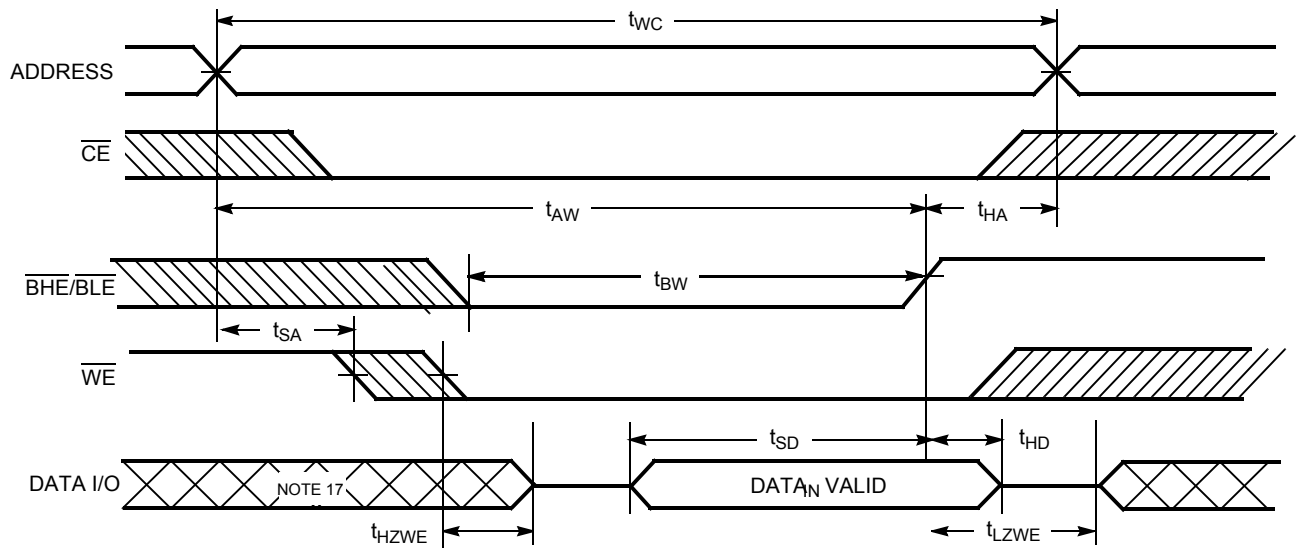 tWC
ADDRESS
CE
tAW
tHA
BHE/BLE
tBW
tSA
WE
tSD
tHD
DATA I/O
NOTE 17
DATAIN VALID
tHZWE
tLZWE